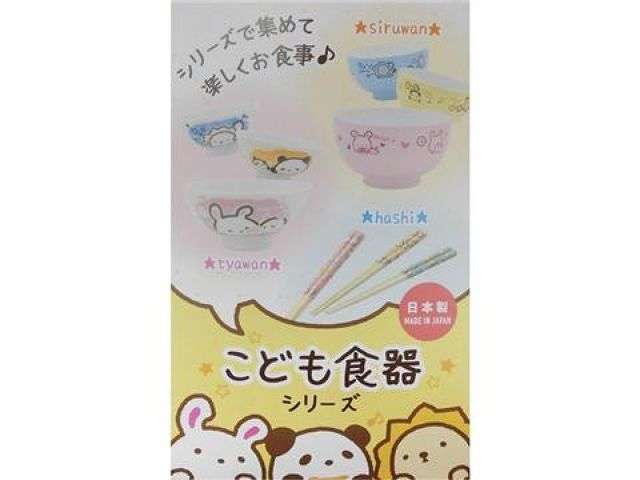 シリーズで集めて
楽しくお食事♪
★siruwan★
★hashi★
★tyawan★
日本製
MADE IN JAPAN
こども食器
シリーズ